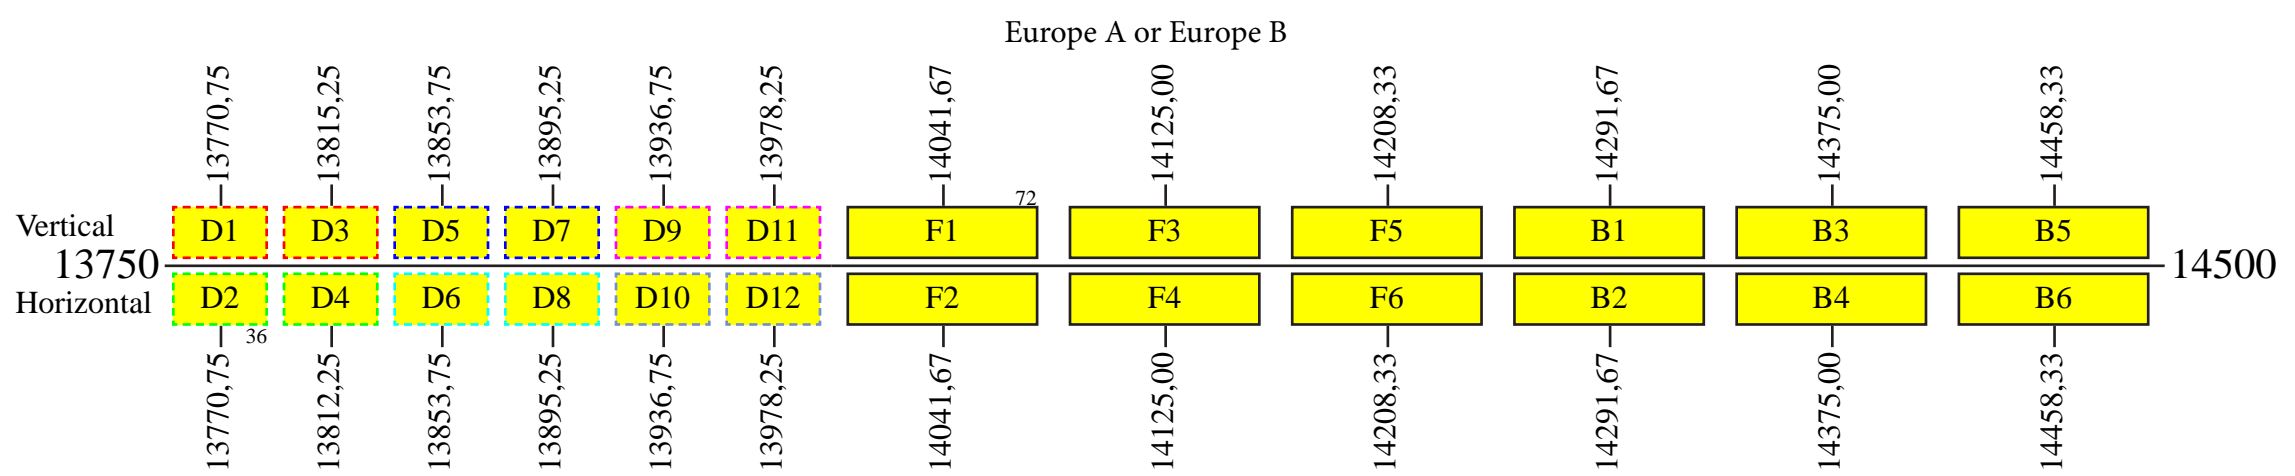 Europe A or Europe B
13770,75 13815,25 13853,75 13895,25 13936,75 13978,25 14041,67 14125,00 14208,33 14291,67 14375,00 14458,33
72
Vertical D1 D3 D5 D7 D9 D11 F1 F3 F5 B1 B3 B5
13750 14500
Horizontal D2 D4 D6 D8 D10 D12 F2 F4 F6 B2 B4 B6
36
13770,75 13812,25 13853,75 13895,25 13936,75 13978,25 14041,67 14125,00 14208,33 14291,67 14375,00 14458,33